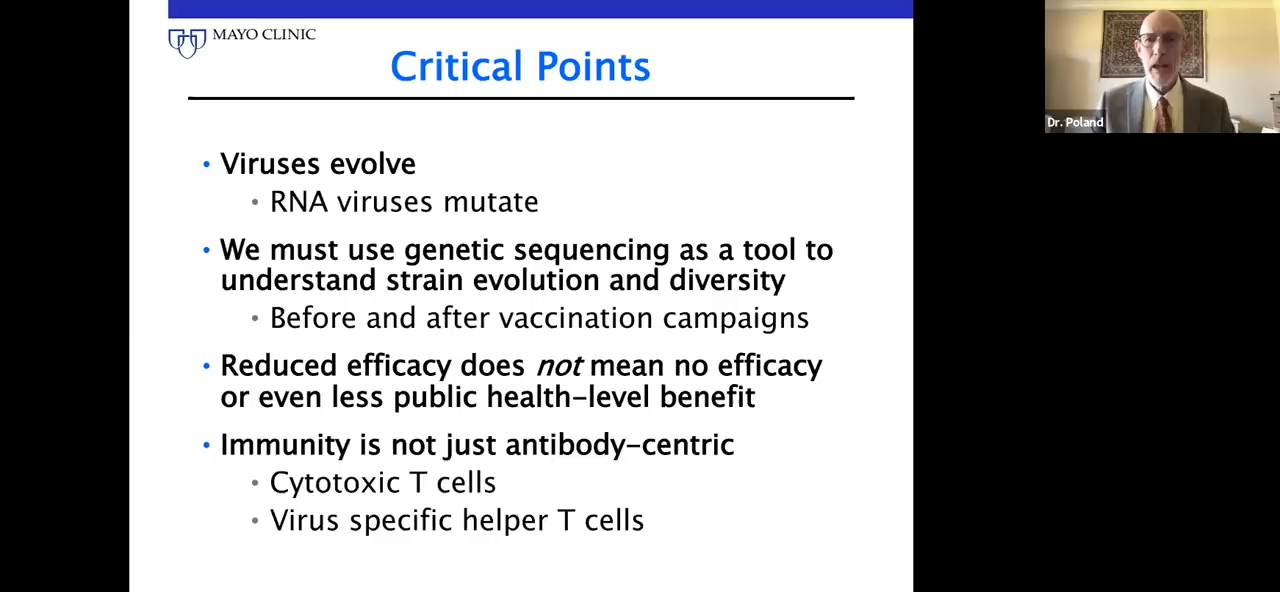 MAYO CLINIC
Critical Points
Dr. Poland
• Viruses evolve
• RNA viruses mutate
• We must use genetic sequencing as a tool to
understand strain evolution and diversity
• Before and after vaccination campaigns
• Reduced efficacy does not mean no efficacy
or even less public health-level benefit
• Immunity is not just antibody-centric
• Cytotoxic T cells
• Virus specific helper T cells